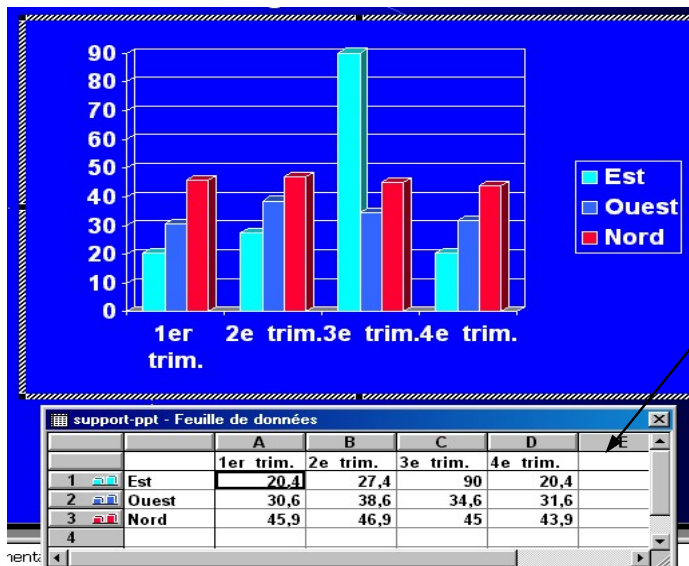 90
80
70
60
50
40
30
20
10
0
1er trim.
2e trim.
3e trim.
4e trim.
Est
Ouest
Nord
support-ppt - Feuille de données
A B C D E
1er trim. 2e trim. 3e trim. 4e trim.
1 Est 20,4 27,4 90 20,4
2 Ouest 30,6 38,6 34,6 31,6
3 Nord 45,9 46,9 45 43,9
4